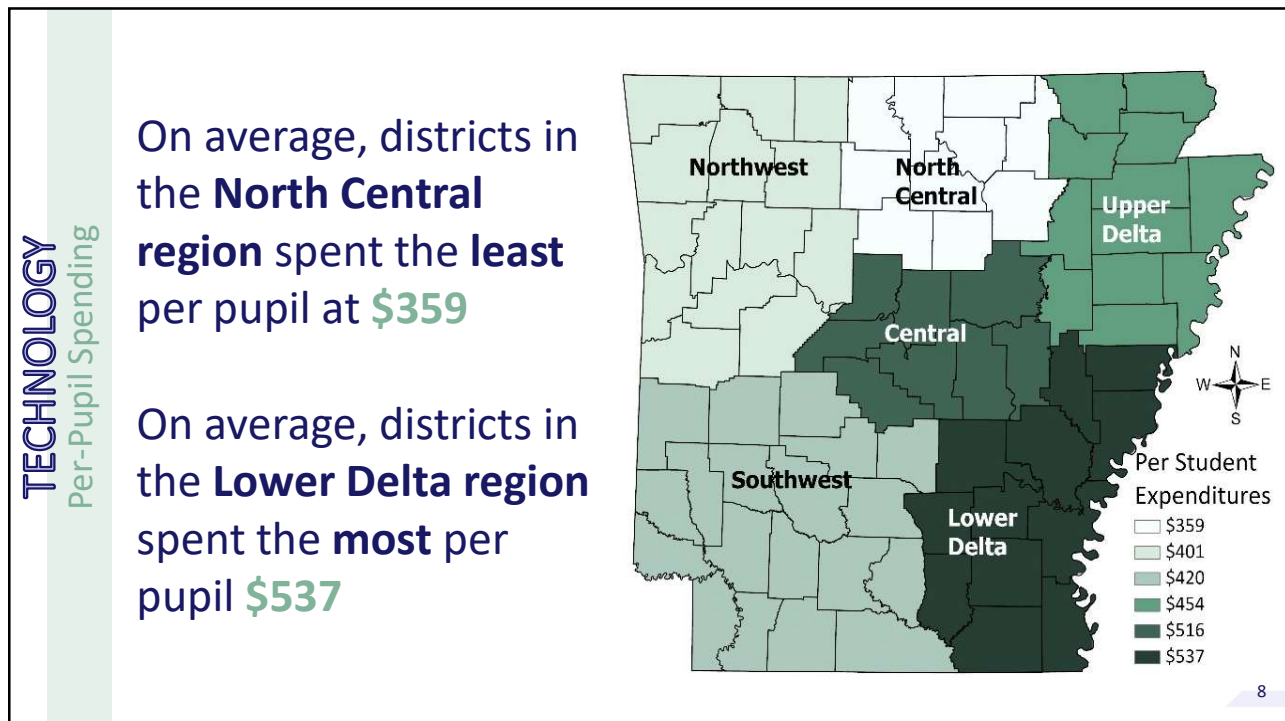 TECHNOLOGY
Per-Pupil Spending
On average, districts in
the North Central
region spent the least
per pupil at $359
On average, districts in
the Lower Delta region
spent the most per
pupil $537
Northwest
North
Central
Upper
Delta
Central
Southwest
Lower
Delta
N
W E
S
Per Student
Expenditures
$359
$401
$420
$454
$516
$537
8